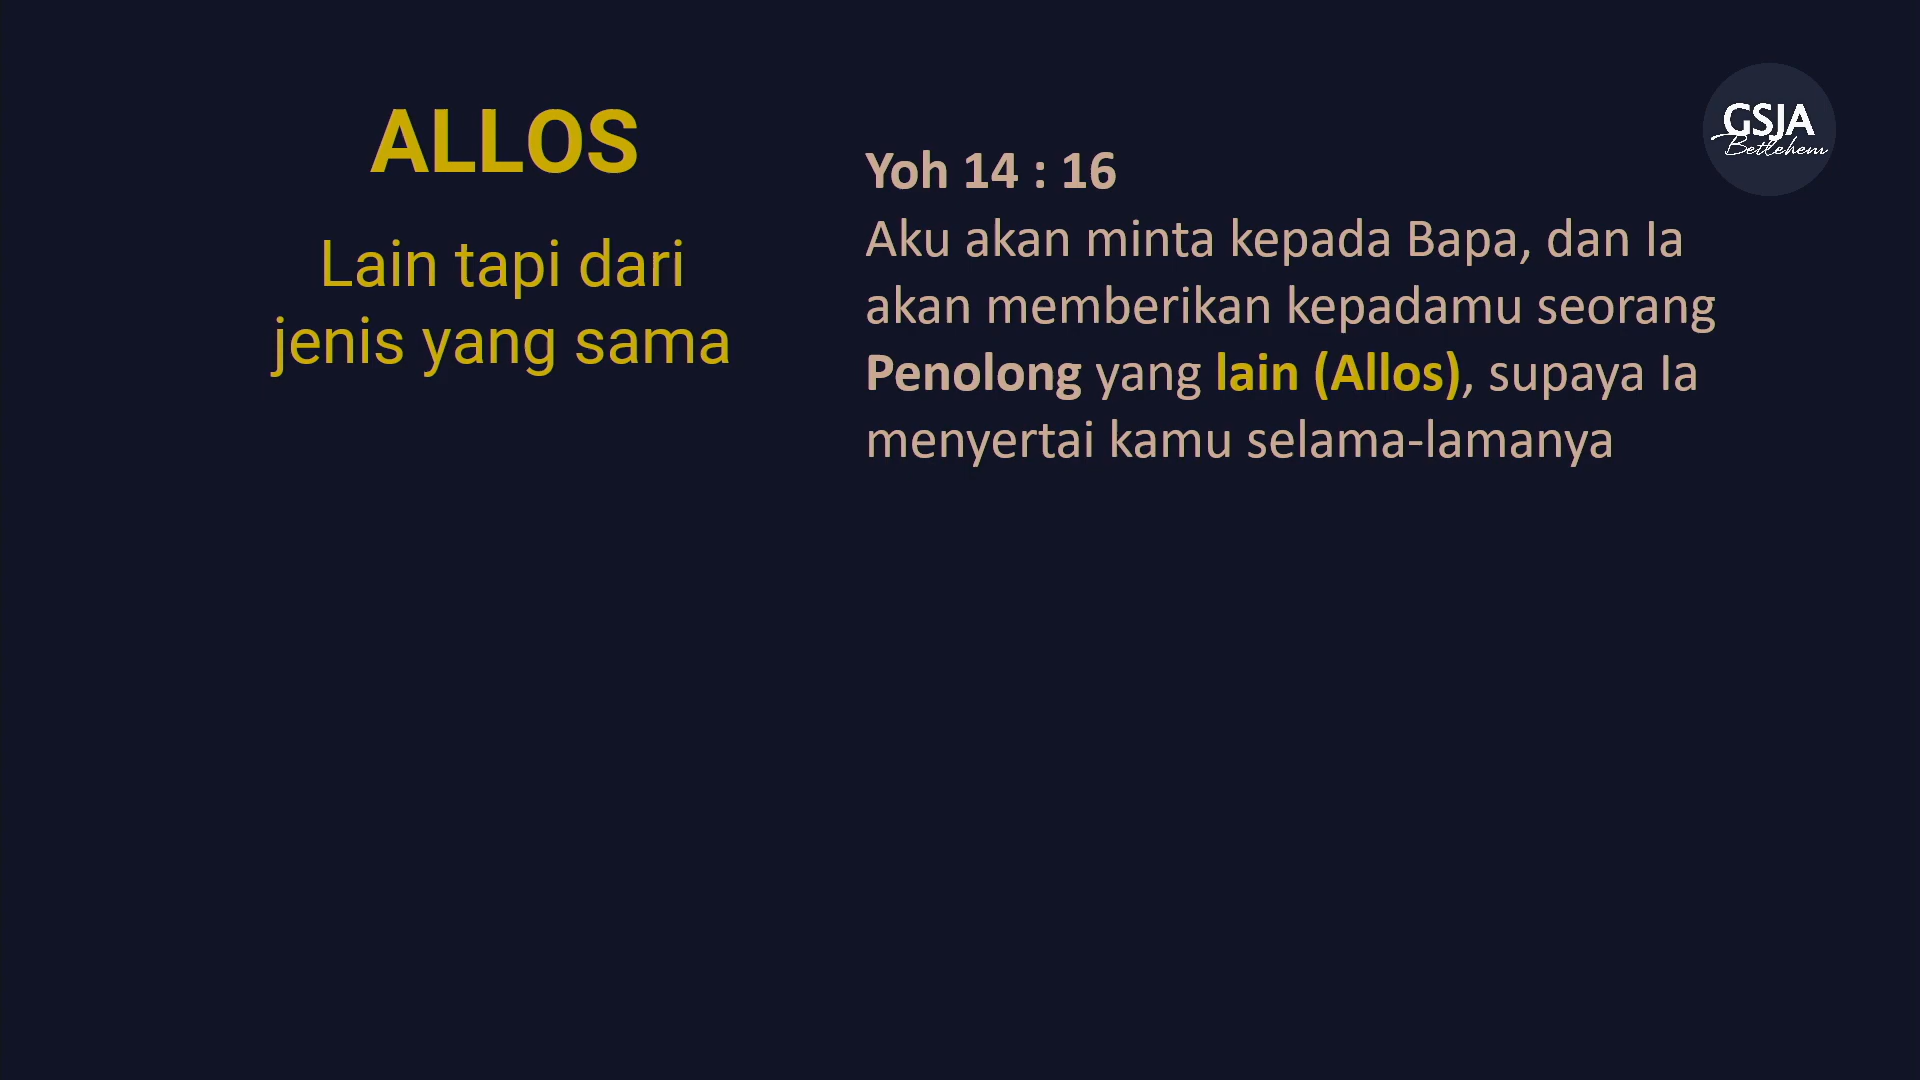 ALLOS
Lain tapi dari
jenis yang sama
Yoh 14 : 16
Aku akan minta kepada Bapa, dan Ia
akan memberikan kepadamu seorang
Penolong yang lain (Allos), supaya Ia
menyertai kamu selama-lamanya
GSJA
Betlehem